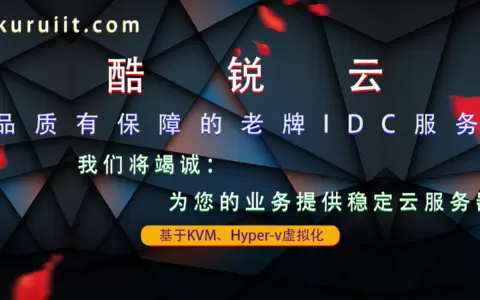 kuruiit.com
酷锐云
品质有保障的老牌IDC服务
我们将竭诚：
为您的业务提供稳定云服务
基于KVM、Hyper-v虚拟化